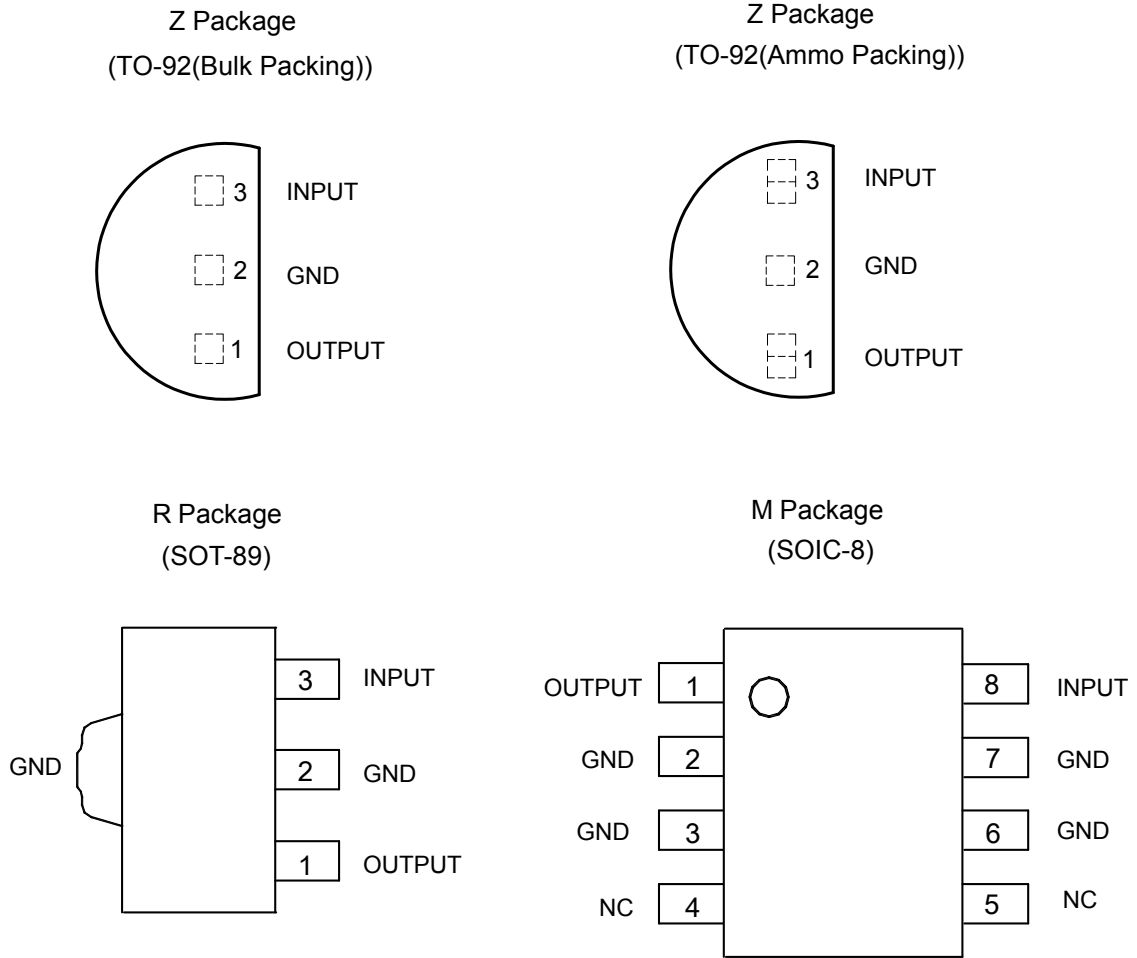 Z Package
(TO-92(Bulk Packing))
3 INPUT
2 GND
1 OUTPUT
Z Package
(TO-92(Ammo Packing))
3 INPUT
2 GND
1 OUTPUT
R Package
(SOT-89)
3 INPUT
GND 2 GND
1 OUTPUT
M Package
(SOIC-8)
OUTPUT 1 8 INPUT
GND 2 7 GND
GND 3 6 GND
NC 4 5 NC